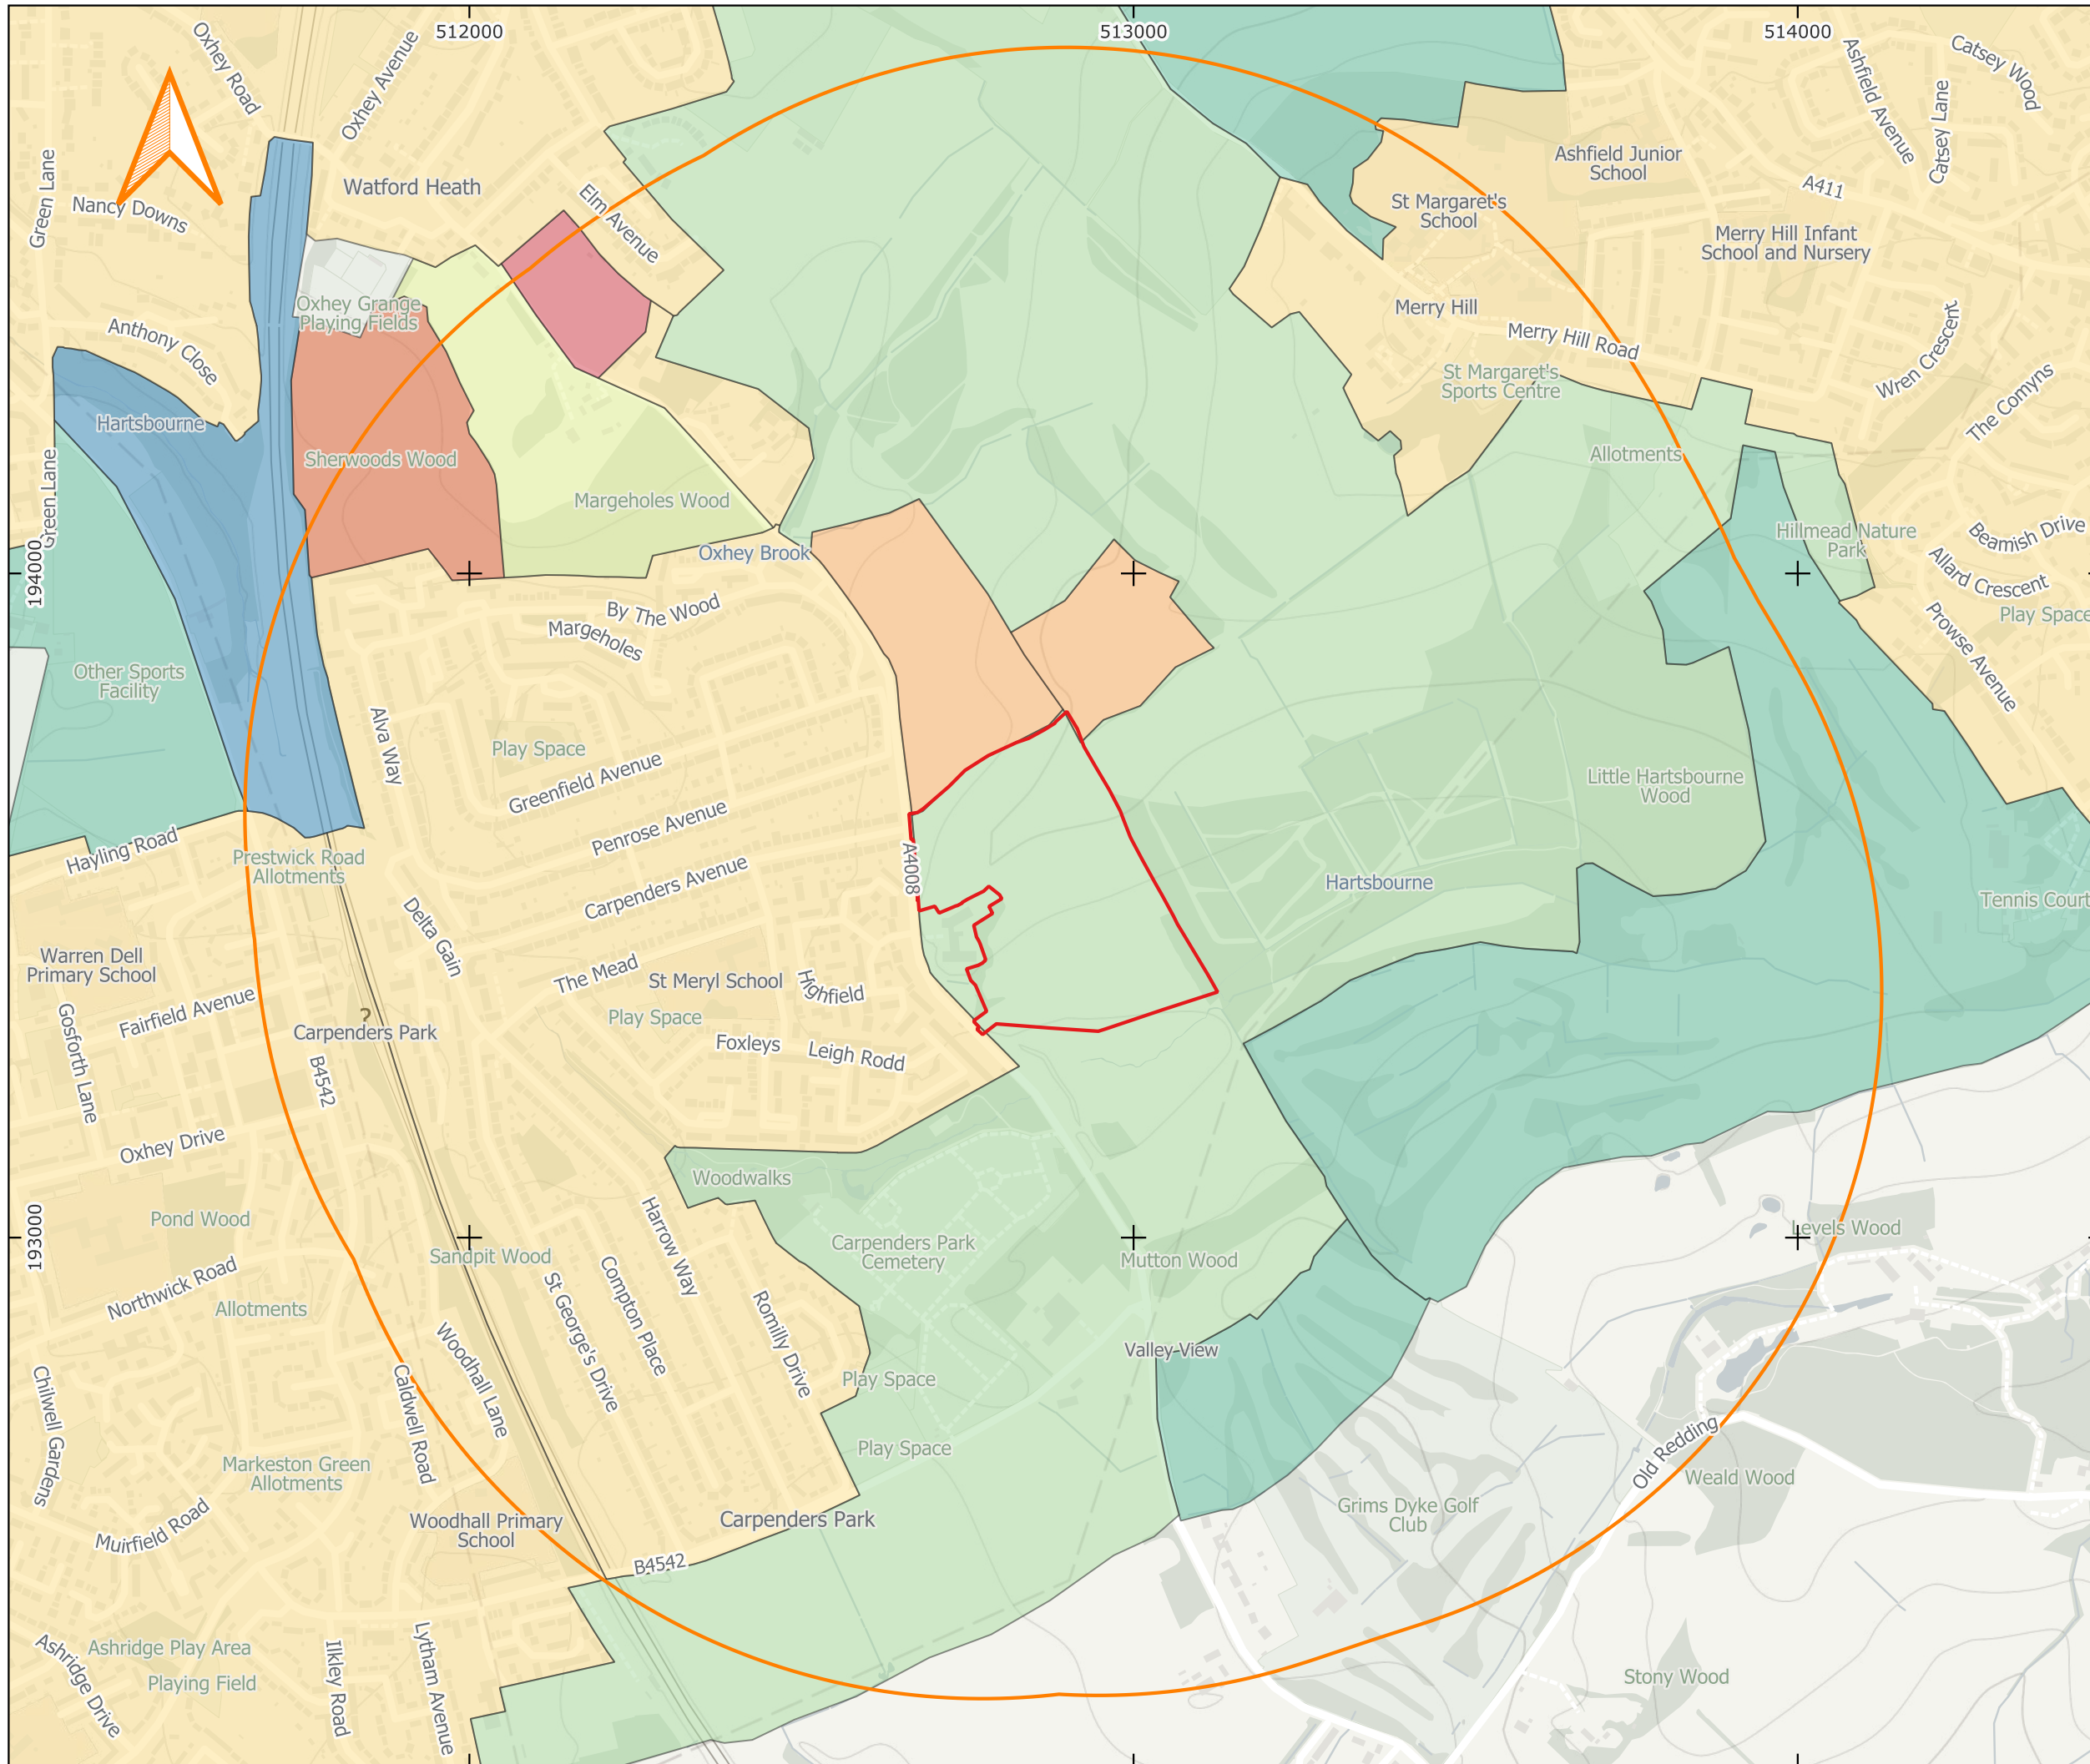 512000
513000
514000
Oxhey Road
Oxhey Avenue
Green Lane
Nancy Downs
Watford Heath
Elm Avenue
Ashfield Junior
School
Ashfield Avenue
Catsey Lane
Catsey Wood
A411
St Margaret's
School
Merry Hill Infant
School and Nursery
Merry Hill
Merry Hill Road
Wren Crescent
The Comyns
St Margaret's
Sports Centre
Oxhey Grange
Playing Fields
Anthony Close
Hartsbourne
Sherwoods Wood
Margeholes Wood
Green Lane
Allotments
Hillmead Nature
Park
Beamish Drive
Allard Crescent
Play Space
Prowse Avenue
194000
Oxhey Brook
By The Wood
Margeholes
Other Sports
Facility
Alva Way
Play Space
Greenfield Avenue
Penrose Avenue
Carpenders Avenue
A4008
Little Hartsbourne
Wood
Hartsbourne
Tennis Court
Hayling Road
Prestwick Road
Allotments
Delta Gain
Warren Dell
Primary School
The Mead
St Meryl School
Highfield
Play Space
Fairfield Avenue
Gosforth Lane
?
Carpenders Park
Foxleys
Leigh Rodd
B4542
Oxhey Drive
Woodwalks
193000
Pond Wood
Sandpit Wood
Harrow Way
Carpenders Park
Cemetery
Mutton Wood
Levels Wood
Northwick Road
Allotments
St George's Drive
Compton Place
Romilly Drive
Valley View
Woodhall Lane
Caldwell Road
Play Space
Chilwell Gardens
Play Space
Old Redding
Markeston Green
Allotments
Weald Wood
Muirfield Road
Woodhall Primary
School
Carpenders Park
Grims Dyke Golf
Club
B4542
Ashridge Play Area
Ashridge Drive
Playing Field
Ilkley Road
Lytham Avenue
Stony Wood